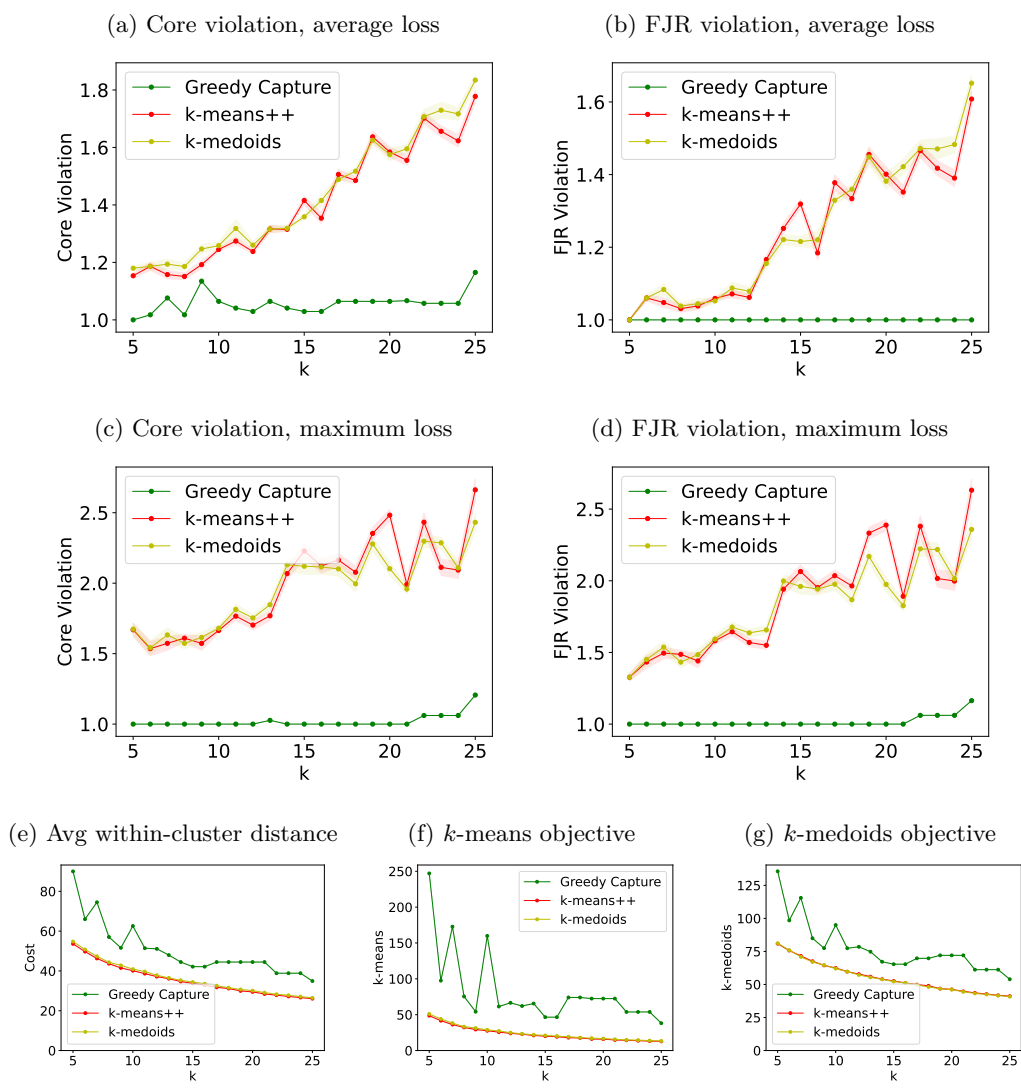 (a) Core violation, average loss
(b) FJR violation, average loss
Greedy Capture
k-means++
k-medoids
Core Violation
1.8
1.6
1.4
1.2
1.0
5 10 15 20 25
k
Greedy Capture
k-means++
k-medoids
FJR Violation
1.6
1.4
1.2
1.0
5 10 15 20 25
k
(c) Core violation, maximum loss
(d) FJR violation, maximum loss
Greedy Capture
k-means++
k-medoids
Core Violation
2.5
2.0
1.5
1.0
5 10 15 20 25
k
Greedy Capture
k-means++
k-medoids
FJR Violation
2.5
2.0
1.5
1.0
5 10 15 20 25
k
(e) Avg within-cluster distance
(f) k-means objective
(g) k-medoids objective
Cost
80
60
40
20
0
Greedy Capture
k-means++
k-medoids
5 10 15 20 25
k
k-means
250
200
150
100
50
0
Greedy Capture
k-means++
k-medoids
5 10 15 20 25
k
k-medoids
125
100
75
50
25
0
Greedy Capture
k-means++
k-medoids
5 10 15 20 25
k